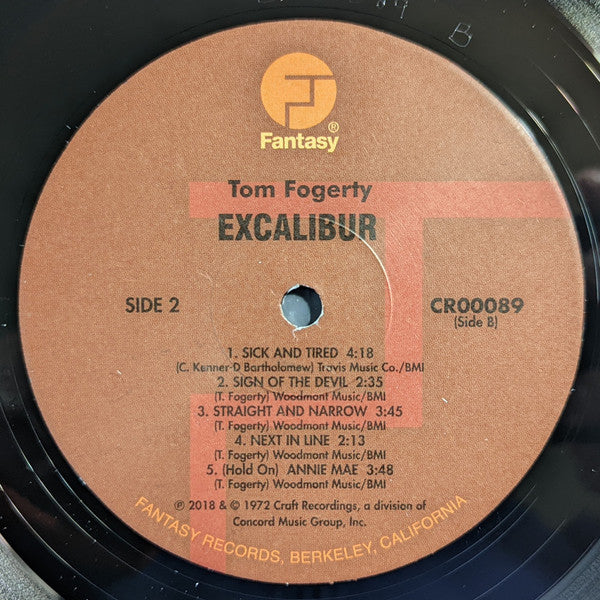 B
Fantasy®
Tom Fogerty
EXCALIBUR
SIDE 2
CR00089
(Side B)
1. SICK AND TIRED 4:18
(C. Kenner-D Bartholomew) Travis Music Co./BMI
2. SIGN OF THE DEVIL 2:35
(T. Fogerty) Woodmont Music/BMI
3. STRAIGHT AND NARROW 3:45
(T. Fogerty) Woodmont Music/BMI
4. NEXT IN LINE 2:13
(T. Fogerty) Woodmont Music/BMI
5. (Hold On) ANNIE MAE 3:48
(T. Fogerty) Woodmont Music/BMI
℗ 2018 & © 1972 Craft Recordings, a division of
Concord Music Group, Inc.
FANTASY RECORDS, BERKELEY, CALIFORNIA